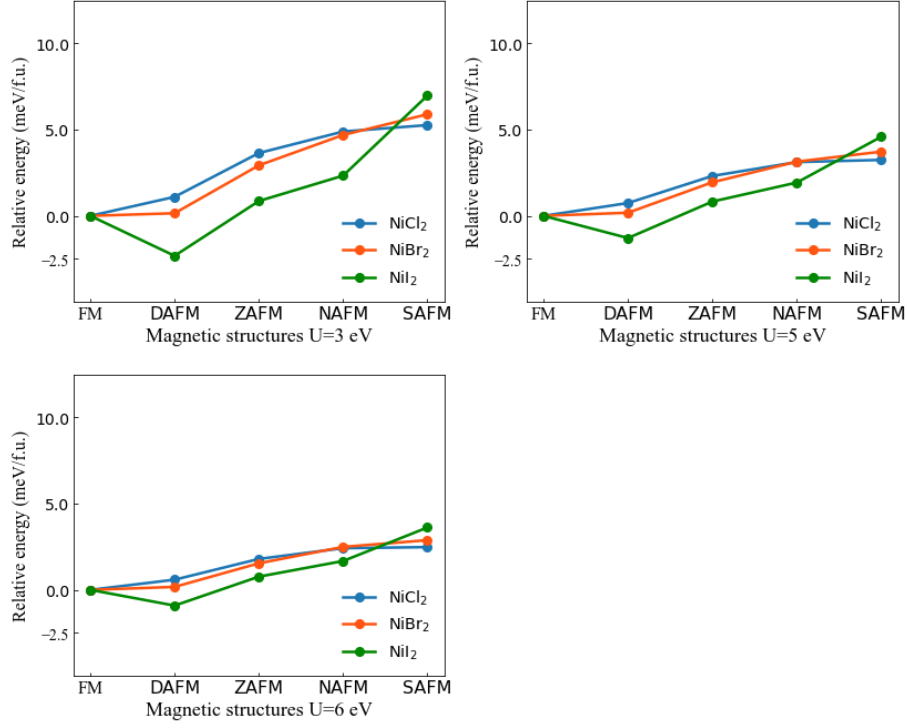 Relative energy (meV/f.u.)
10.0
5.0
0.0
−2.5
NiCl₂
NiBr₂
NiI₂
FM DAFM ZAFM NAFM SAFM
Magnetic structures U=3 eV
Relative energy (meV/f.u.)
10.0
5.0
0.0
−2.5
NiCl₂
NiBr₂
NiI₂
FM DAFM ZAFM NAFM SAFM
Magnetic structures U=5 eV
Relative energy (meV/f.u.)
10.0
5.0
0.0
−2.5
NiCl₂
NiBr₂
NiI₂
FM DAFM ZAFM NAFM SAFM
Magnetic structures U=6 eV